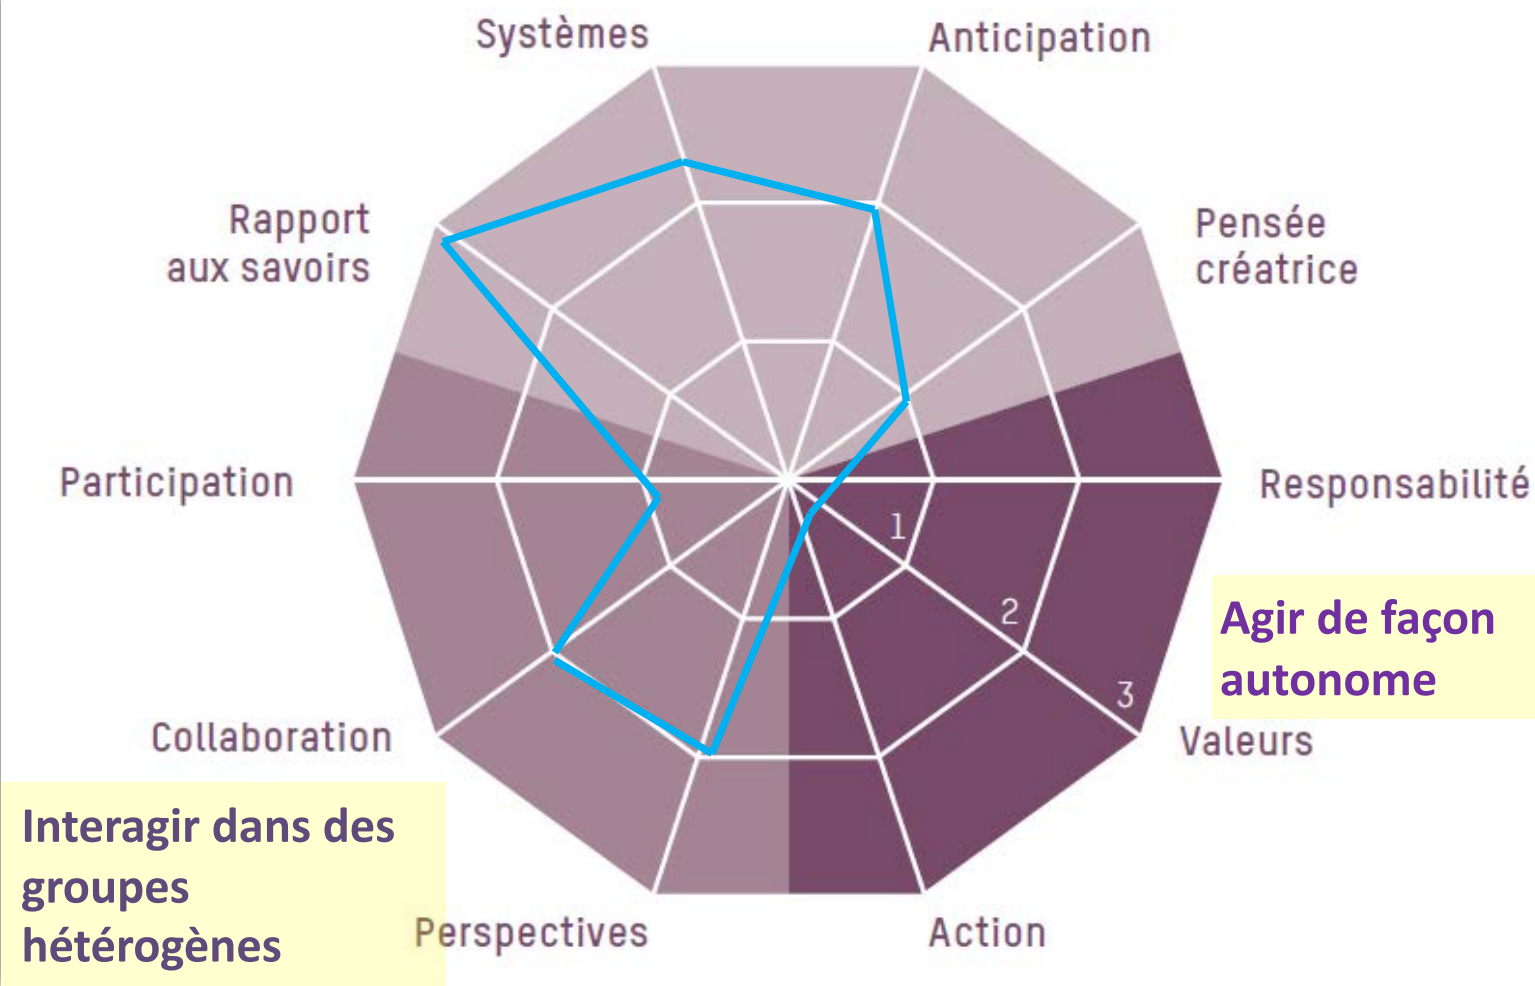 Systèmes
Anticipation
Rapport
aux savoirs
Pensée
créatrice
Participation
Responsabilité
1
2
3
Agir de façon
autonome
Collaboration
Valeurs
Interagir dans des
groupes
hétérogènes
Perspectives
Action